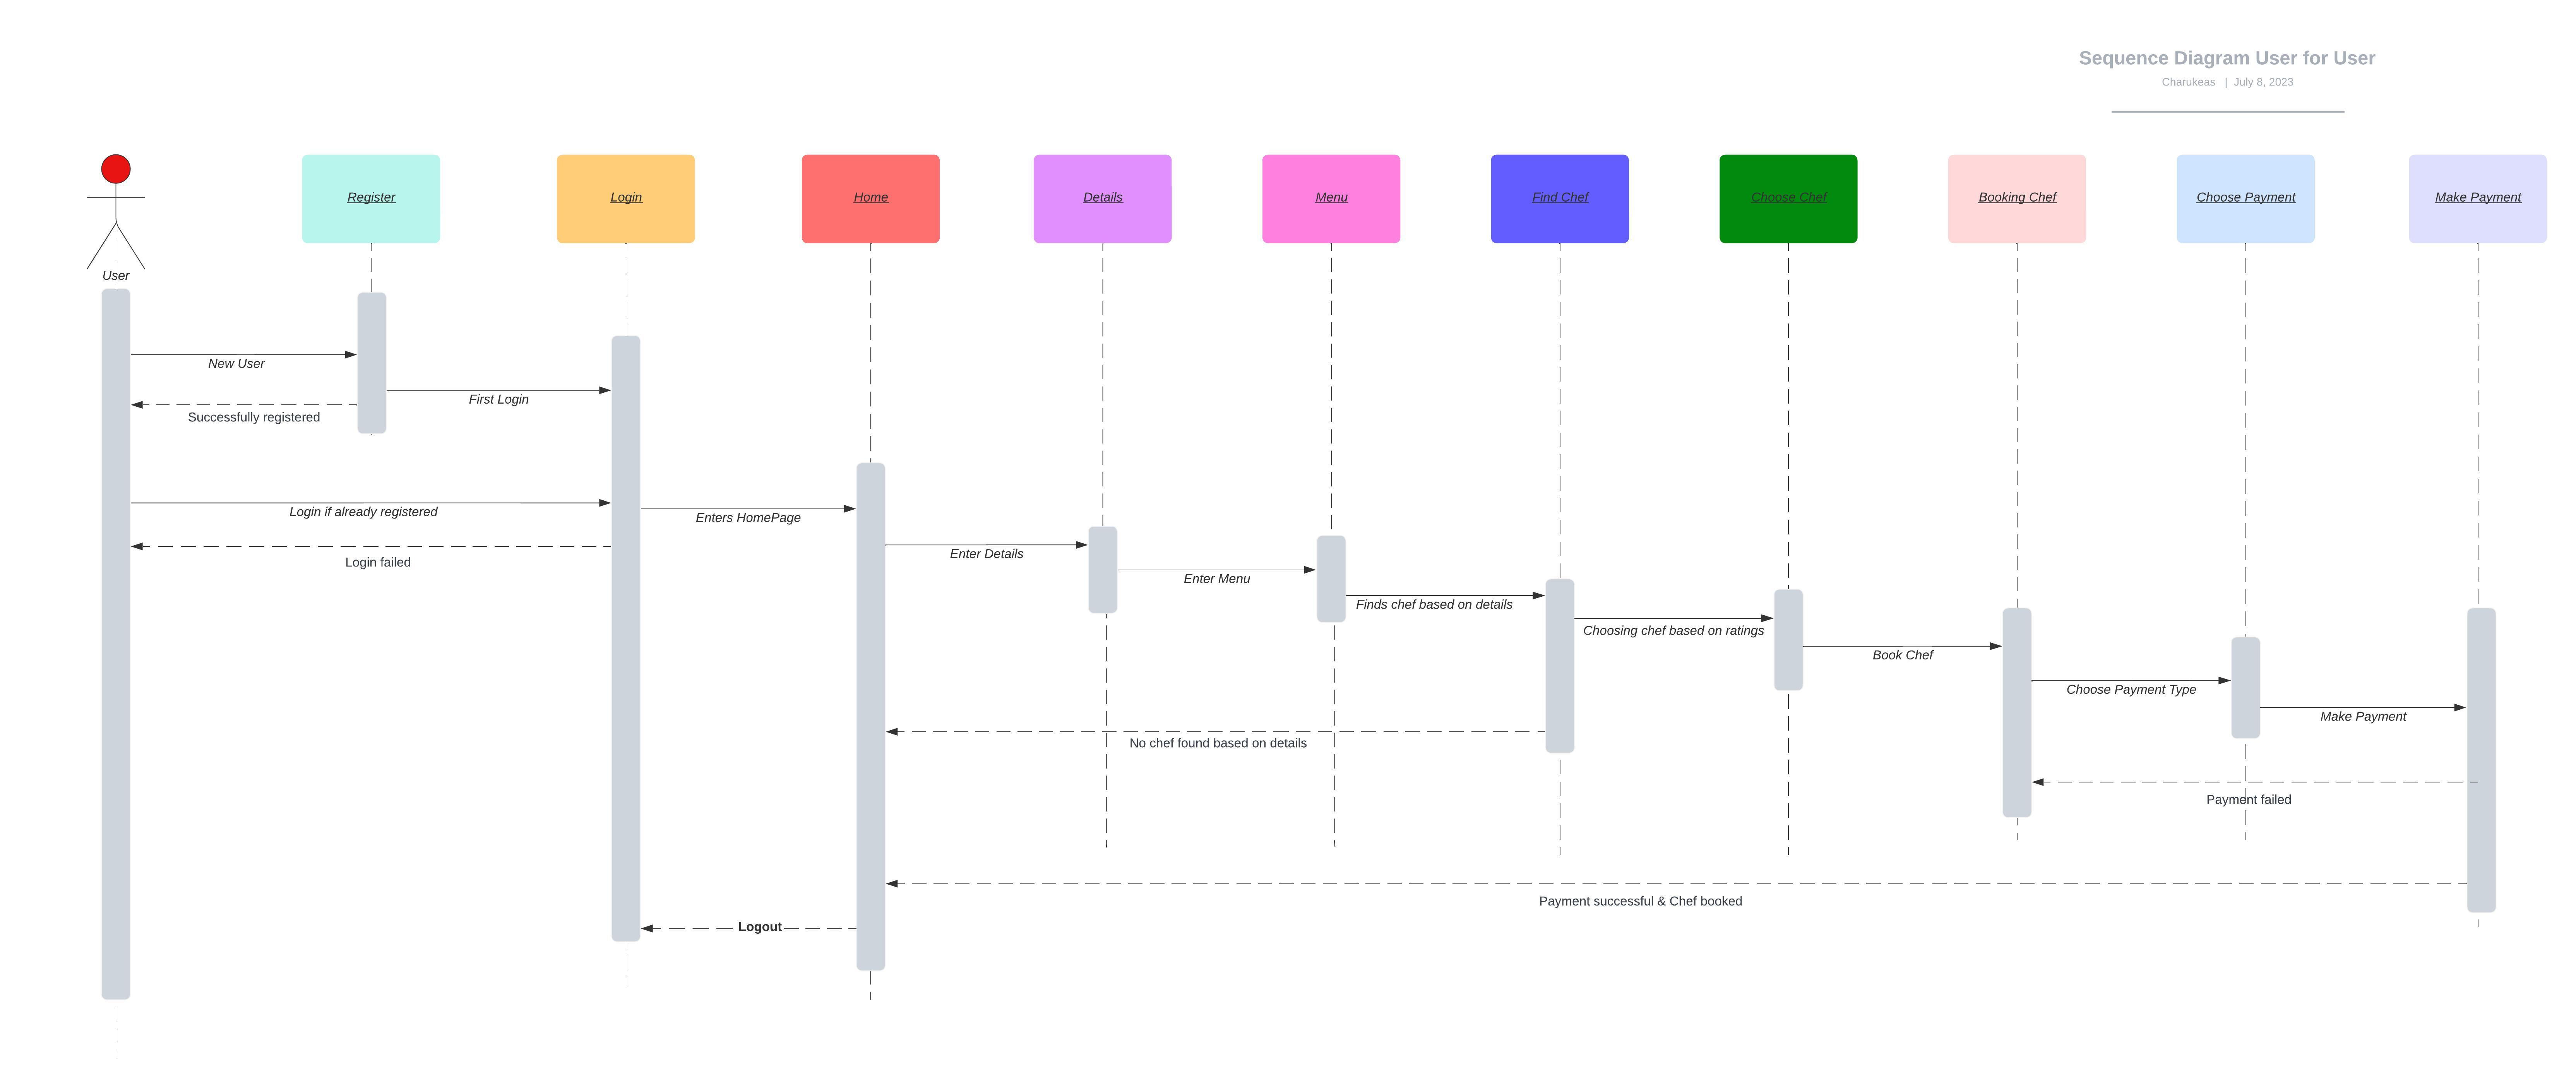 Sequence Diagram User for User
Charukeas | July 8, 2023
Register
Login
Home
Details
Menu
Find Chef
Choose Chef
Booking Chef
Choose Payment
Make Payment
User
New User
First Login
Successfully registered
Login if already registered
Enters HomePage
Login failed
Enter Details
Enter Menu
Finds chef based on details
Choosing chef based on ratings
Book Chef
Choose Payment Type
Make Payment
No chef found based on details
Payment failed
Payment successful & Chef booked
Logout